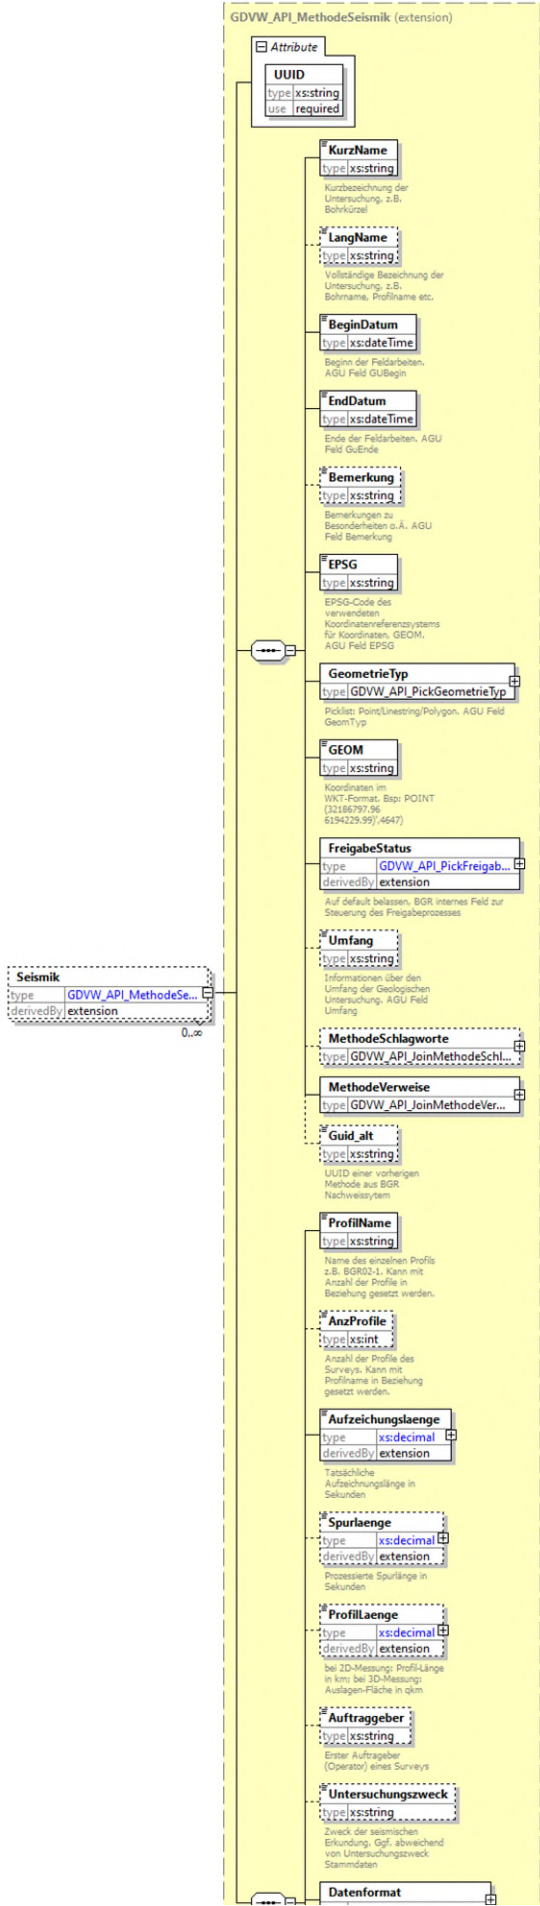 GDVW_API_MethodeSeismik (extension)
Attribute
UUID
type xs:string
use required
KurzName
type xs:string
Kurzbezeichnung der
Untersuchung, z.B.
Bohrkürzel
LangName
type xs:string
Vollständige Bezeichnung der
Untersuchung, z.B.
Bohrname, Profilname etc.
BeginDatum
type xs:dateTime
Beginn der Feldarbeiten.
AGU Feld GUBegin
EndDatum
type xs:dateTime
Ende der Feldarbeiten. AGU
Feld GuEnde
Bemerkung
type xs:string
Bemerkungen zu
Besonderheiten o.Ä. AGU
Feld Bemerkung
EPSG
type xs:string
EPSG-Code des
verwendeten
Koordinatenreferenzsystems
für Koordinaten, GEOM.
AGU Feld EPSG
GeometrieTyp
type GDVW_API_PickGeometrieTyp
Picklist: Point/Linestring/Polygon. AGU Feld
GeomTyp
GEOM
type xs:string
Koordinaten im
WKT-Format. Bsp: POINT
(32186797.96
6194229.99)',4647)
FreigabeStatus
type GDVW_API_PickFreigab...
derivedBy extension
Auf default belassen, BGR internes Feld zur
Steuerung des Freigabeprozesses
Umfang
type xs:string
Informationen über den
Umfang der Geologischen
Untersuchung. AGU Feld
Umfang
Seismik
type GDVW_API_MethodeSe...
derivedBy extension
0..∞
MethodeSchlagworte
type GDVW_API_JoinMethodeSchl...
MethodeVerweise
type GDVW_API_JoinMethodeVer...
Guid_alt
type xs:string
UUID einer vorherigen
Methode aus BGR
Nachweissytem
ProfilName
type xs:string
Name des einzelnen Profils
z.B. BGR02-1. Kann mit
Anzahl der Profile in
Beziehung gesetzt werden.
AnzProfile
type xs:int
Anzahl der Profile des
Surveys. Kann mit
Profilname in Beziehung
gesetzt werden.
Aufzeichungslaenge
type xs:decimal
derivedBy extension
Tatsächliche
Aufzeichnungslänge in
Sekunden
Spurlaenge
type xs:decimal
derivedBy extension
Prozessierte Spurlänge in
Sekunden
ProfilLaenge
type xs:decimal
derivedBy extension
bei 2D-Messung: Profil-Länge
in km; bei 3D-Messung:
Auslagen-Fläche in qkm
Auftraggeber
type xs:string
Erster Auftrageber
(Operator) eines Surveys
Untersuchungszweck
type xs:string
Zweck der seismischen
Erkundung. Ggf. abweichend
von Untersuchungszweck
Stammdaten
Datenformat